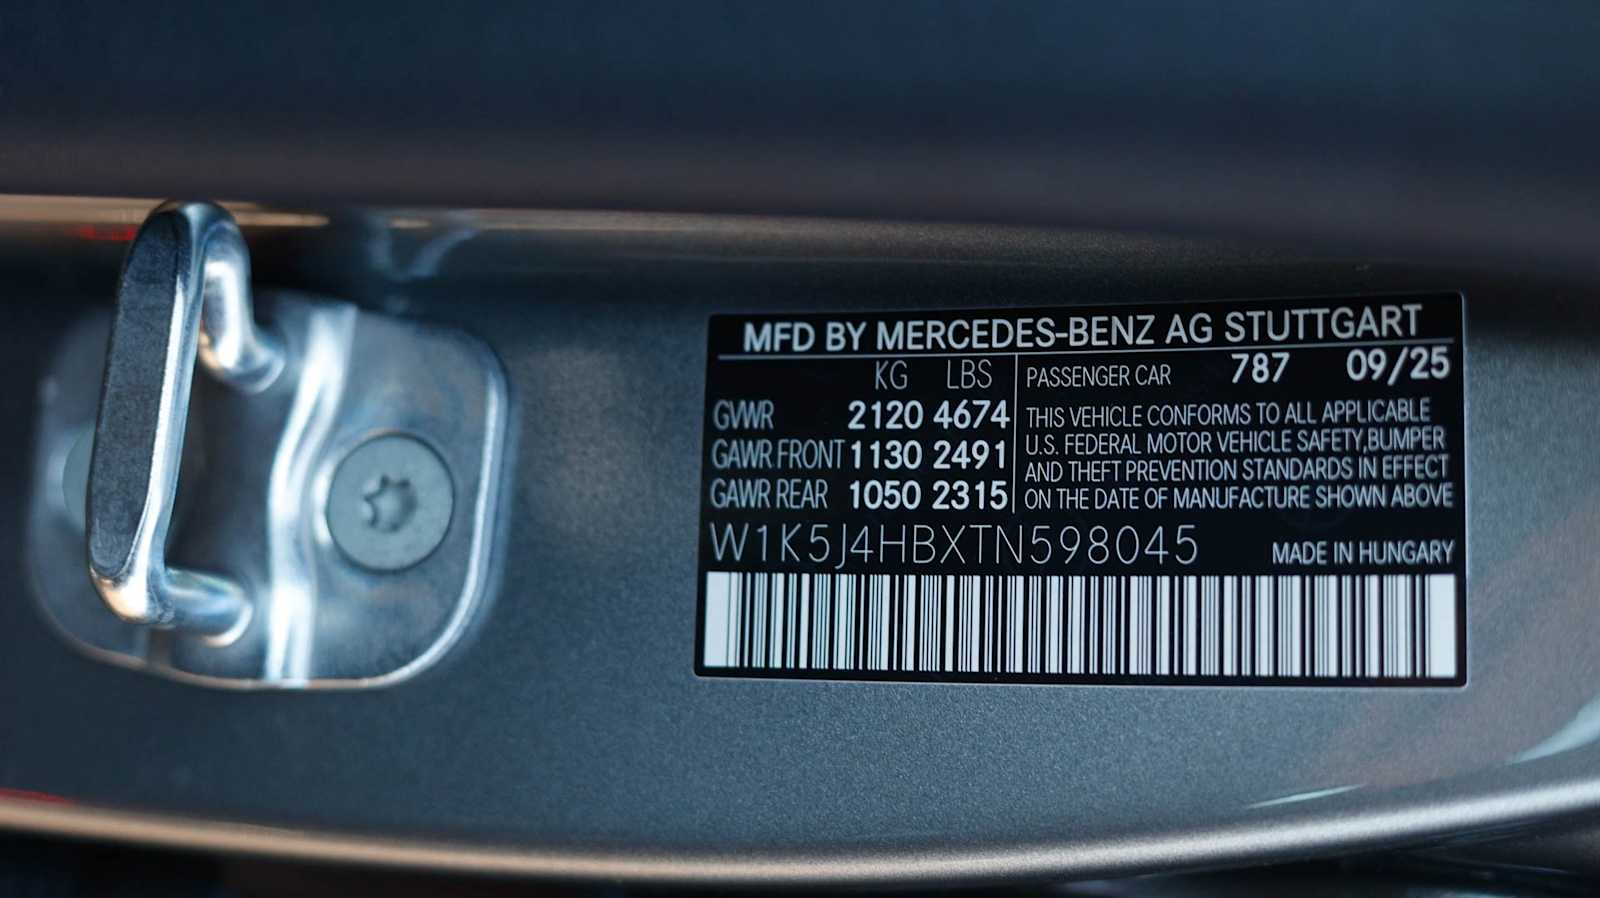 MFD BY MERCEDES-BENZ AG STUTTGART
KG LBS
GVWR 2120 4674
GAWR FRONT 1130 2491
GAWR REAR 1050 2315
PASSENGER CAR 787 09/25
THIS VEHICLE CONFORMS TO ALL APPLICABLE
U.S. FEDERAL MOTOR VEHICLE SAFETY,BUMPER
AND THEFT PREVENTION STANDARDS IN EFFECT
ON THE DATE OF MANUFACTURE SHOWN ABOVE
W1K5J4HBXTN598045 MADE IN HUNGARY